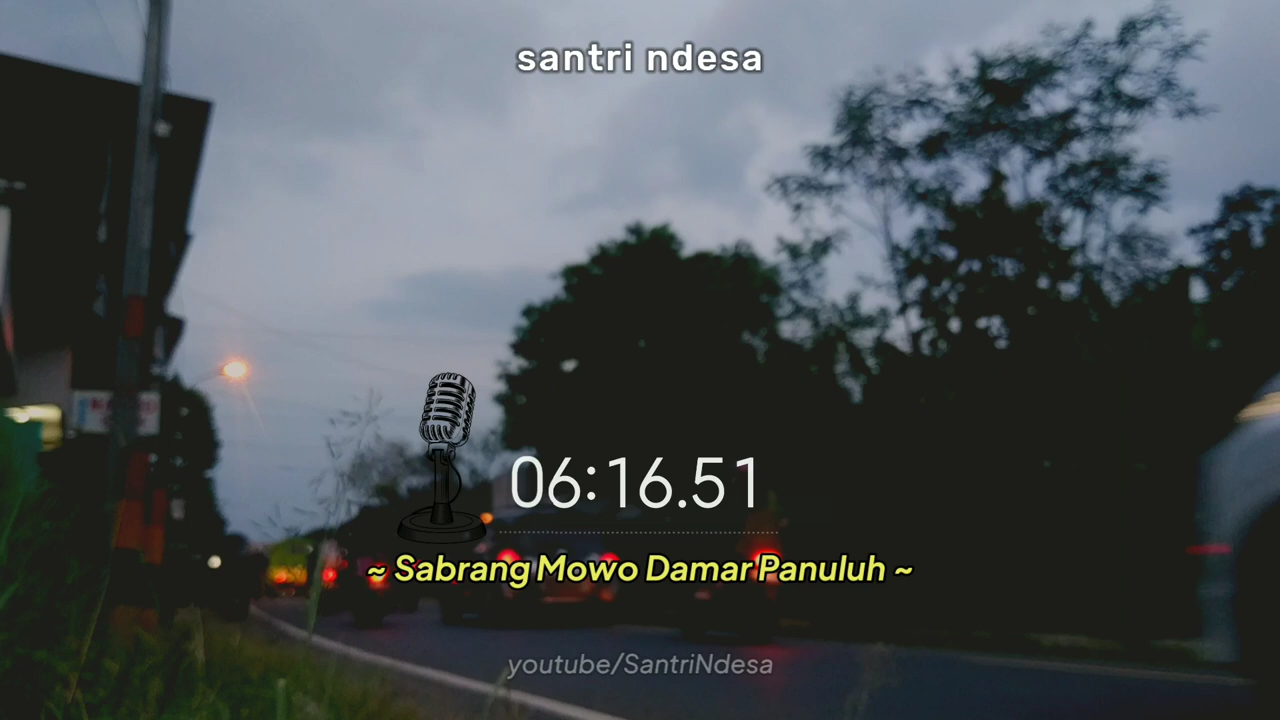 santri ndesa
06:16.51
~ Sabrang Mowo Damar Panuluh ~
youtube/SantriNdesa